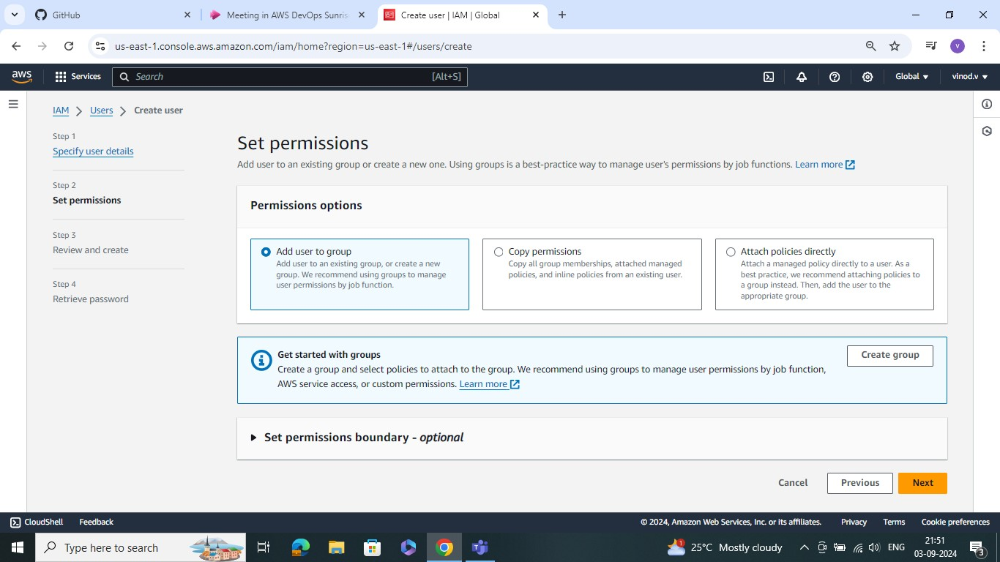 GitHub
Meeting in AWS DevOps Sunris
Create user | IAM | Global
us-east-1.console.aws.amazon.com/iam/home?region=us-east-1#/users/create
V
aws
Services
Search
[Alt+S]
Global
vinod.v
IAM
Users
Create user
Step 1
Specify user details
Step 2
Set permissions
Step 3
Review and create
Step 4
Retrieve password
Set permissions
Add user to an existing group or create a new one. Using groups is a best-practice way to manage user's permissions by job functions. Learn more
Permissions options
Add user to group
Add user to an existing group, or create a new
group. We recommend using groups to manage
user permissions by job function.
Copy permissions
Copy all group memberships, attached managed
policies, and inline policies from an existing user.
Attach policies directly
Attach a managed policy directly to a user. As a
best practice, we recommend attaching policies to
a group instead. Then, add the user to the
appropriate group.
Get started with groups
Create a group and select policies to attach to the group. We recommend using groups to manage user permissions by job function,
AWS service access, or custom permissions. Learn more
Create group
Set permissions boundary - optional
Cancel
Previous
Next
CloudShell
Feedback
© 2024, Amazon Web Services, Inc. or its affiliates.
Privacy
Terms
Cookie preferences
Type here to search
1
25°C Mostly cloudy
ENG
21:51
03-09-2024
3